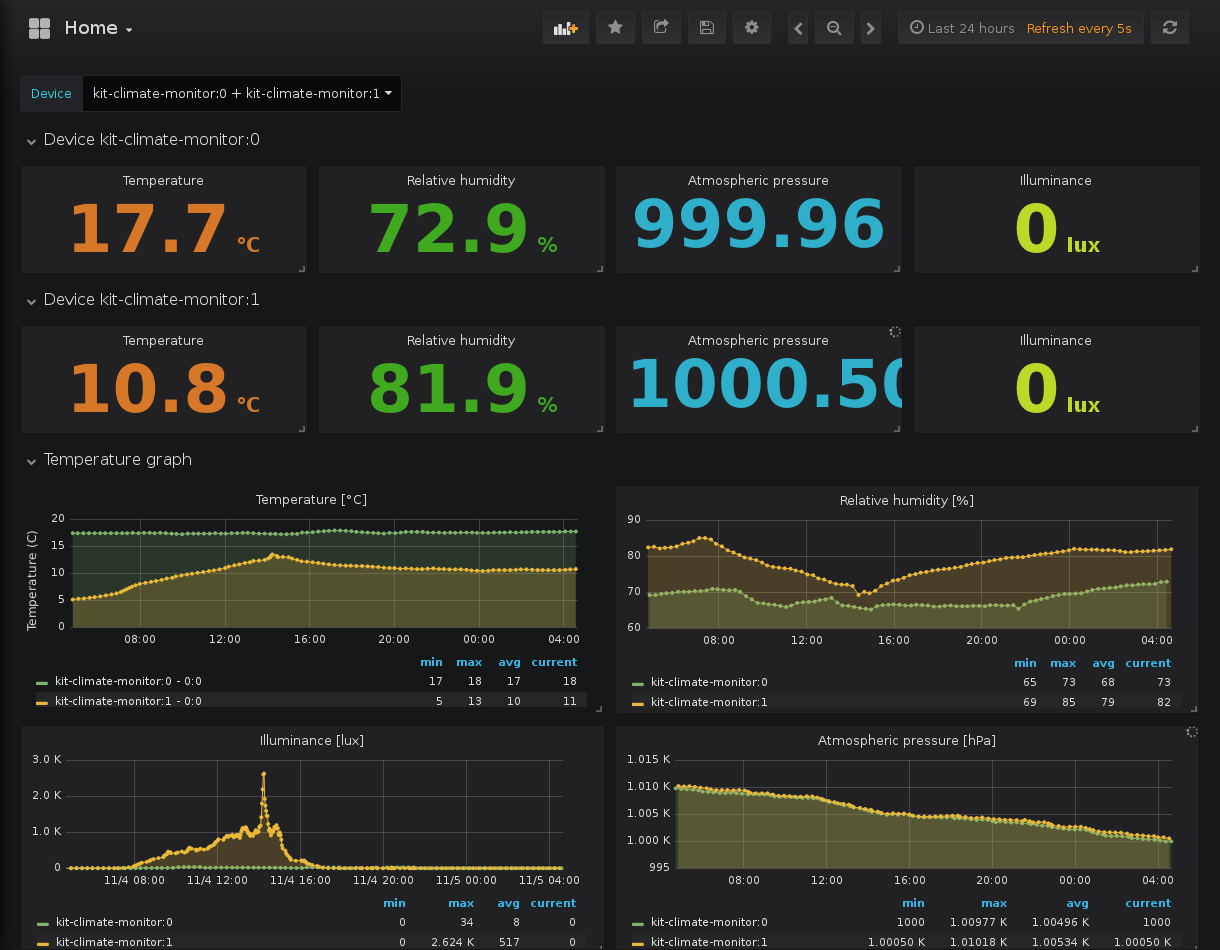 Home
Last 24 hours Refresh every 5s
Device kit-climate-monitor:0 + kit-climate-monitor:1
Device kit-climate-monitor:0
Temperature Relative humidity Atmospheric pressure Illuminance
17.7 °C 72.9 % 999.96 0 lux
Device kit-climate-monitor:1
Temperature Relative humidity Atmospheric pressure Illuminance
10.8 °C 81.9 % 1000.50 0 lux
Temperature graph
Temperature [°C]
Temperature (C)
20
15
10
5
0
08:00 12:00 16:00 20:00 00:00 04:00
min max avg current
kit-climate-monitor:0 - 0:0 17 18 17 18
kit-climate-monitor:1 - 0:0 5 13 10 11
Relative humidity [%]
90
80
70
60
08:00 12:00 16:00 20:00 00:00 04:00
min max avg current
kit-climate-monitor:0 65 73 68 73
kit-climate-monitor:1 69 85 79 82
Illuminance [lux]
3.0 K
2.0 K
1.0 K
0
11/4 08:00 11/4 12:00 11/4 16:00 11/4 20:00 11/5 00:00 11/5 04:00
min max avg current
kit-climate-monitor:0 0 34 8 0
kit-climate-monitor:1 0 2.624 K 517 0
Atmospheric pressure [hPa]
1.015 K
1.010 K
1.005 K
1.000 K
995
08:00 12:00 16:00 20:00 00:00 04:00
min max avg current
kit-climate-monitor:0 1000 1.00977 K 1.00496 K 1000
kit-climate-monitor:1 1.00050 K 1.01018 K 1.00534 K 1.00050 K